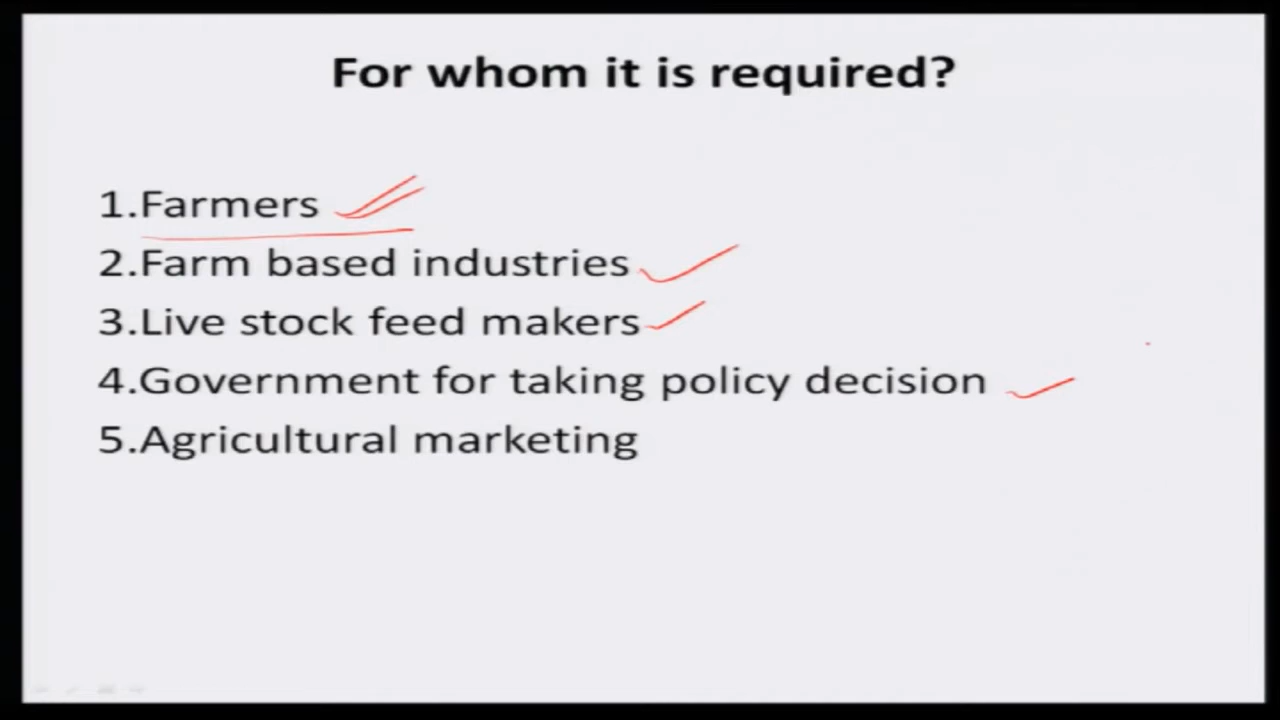 For whom it is required?
1.Farmers
2.Farm based industries
3.Live stock feed makers
4.Government for taking policy decision
5.Agricultural marketing